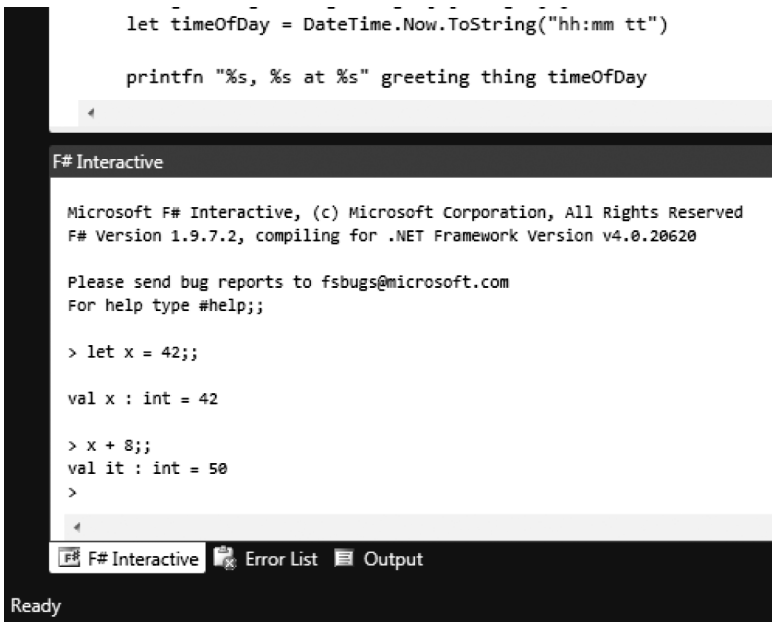 let timeOfDay = DateTime.Now.ToString("hh:mm tt")
printfn "%s, %s at %s" greeting thing timeOfDay
F# Interactive
Microsoft F# Interactive, (c) Microsoft Corporation, All Rights Reserved
F# Version 1.9.7.2, compiling for .NET Framework Version v4.0.20620
Please send bug reports to fsbugs@microsoft.com
For help type #help;;
> let x = 42;;
val x : int = 42
> x + 8;;
val it : int = 50
>
F# F# Interactive Error List Output
Ready